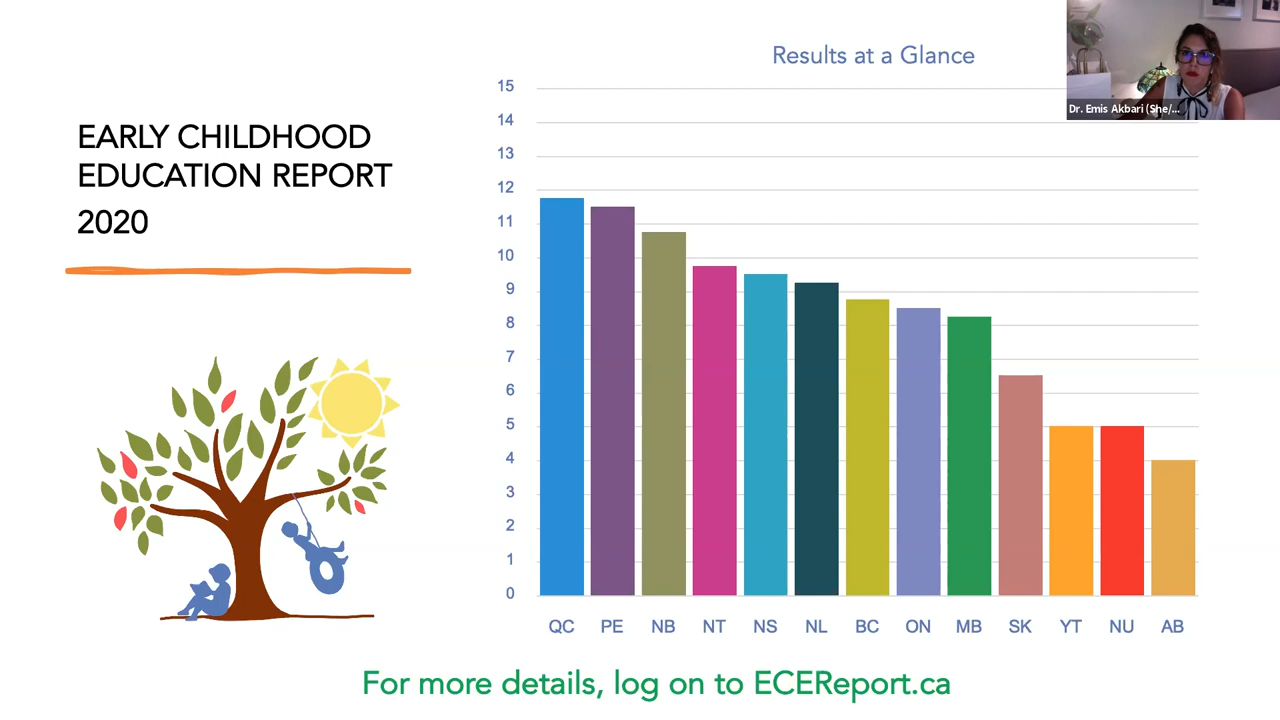 EARLY CHILDHOOD
EDUCATION REPORT
2020
Results at a Glance
15
14
13
12
11
10
9
8
7
6
5
4
3
2
1
0
QC PE NB NT NS NL BC ON MB SK YT NU AB
For more details, log on to ECEReport.ca
Dr. Emis Akbari (She/...